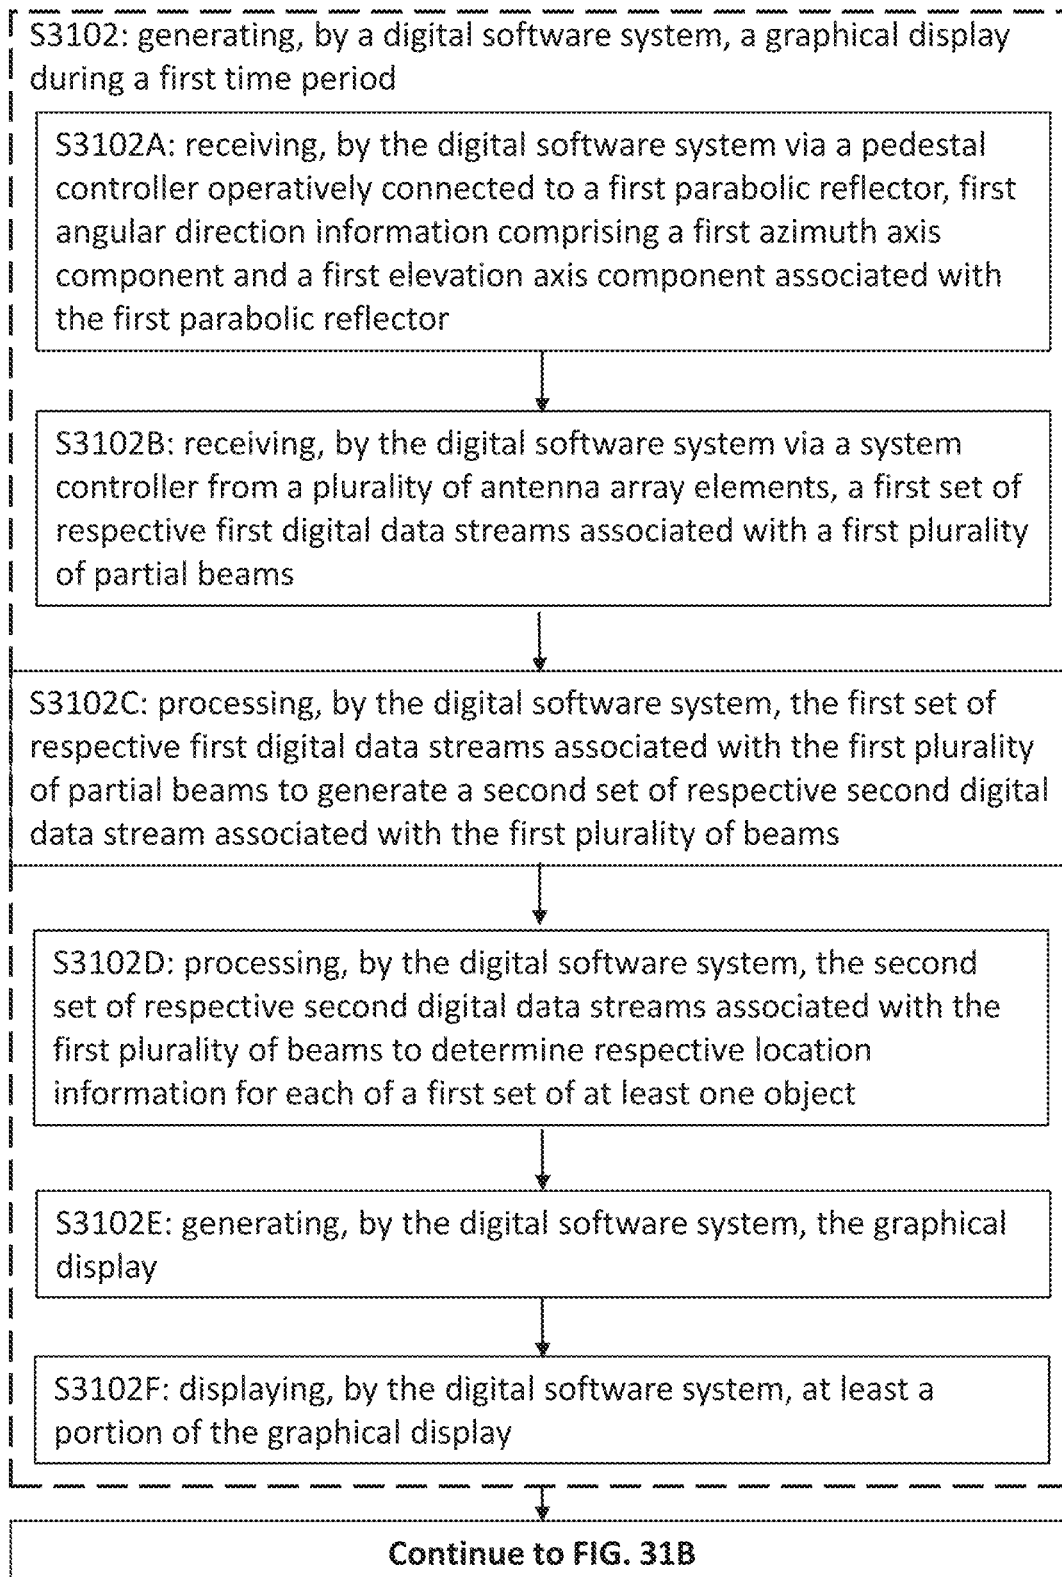 S3102: generating, by a digital software system, a graphical display
during a first time period
S3102A: receiving, by the digital software system via a pedestal
controller operatively connected to a first parabolic reflector, first
angular direction information comprising a first azimuth axis
component and a first elevation axis component associated with
the first parabolic reflector
S3102B: receiving, by the digital software system via a system
controller from a plurality of antenna array elements, a first set of
respective first digital data streams associated with a first plurality
of partial beams
S3102C: processing, by the digital software system, the first set of
respective first digital data streams associated with the first plurality
of partial beams to generate a second set of respective second digital
data stream associated with the first plurality of beams
S3102D: processing, by the digital software system, the second
set of respective second digital data streams associated with the
first plurality of beams to determine respective location
information for each of a first set of at least one object
S3102E: generating, by the digital software system, the graphical
display
S3102F: displaying, by the digital software system, at least a
portion of the graphical display
Continue to FIG. 31B